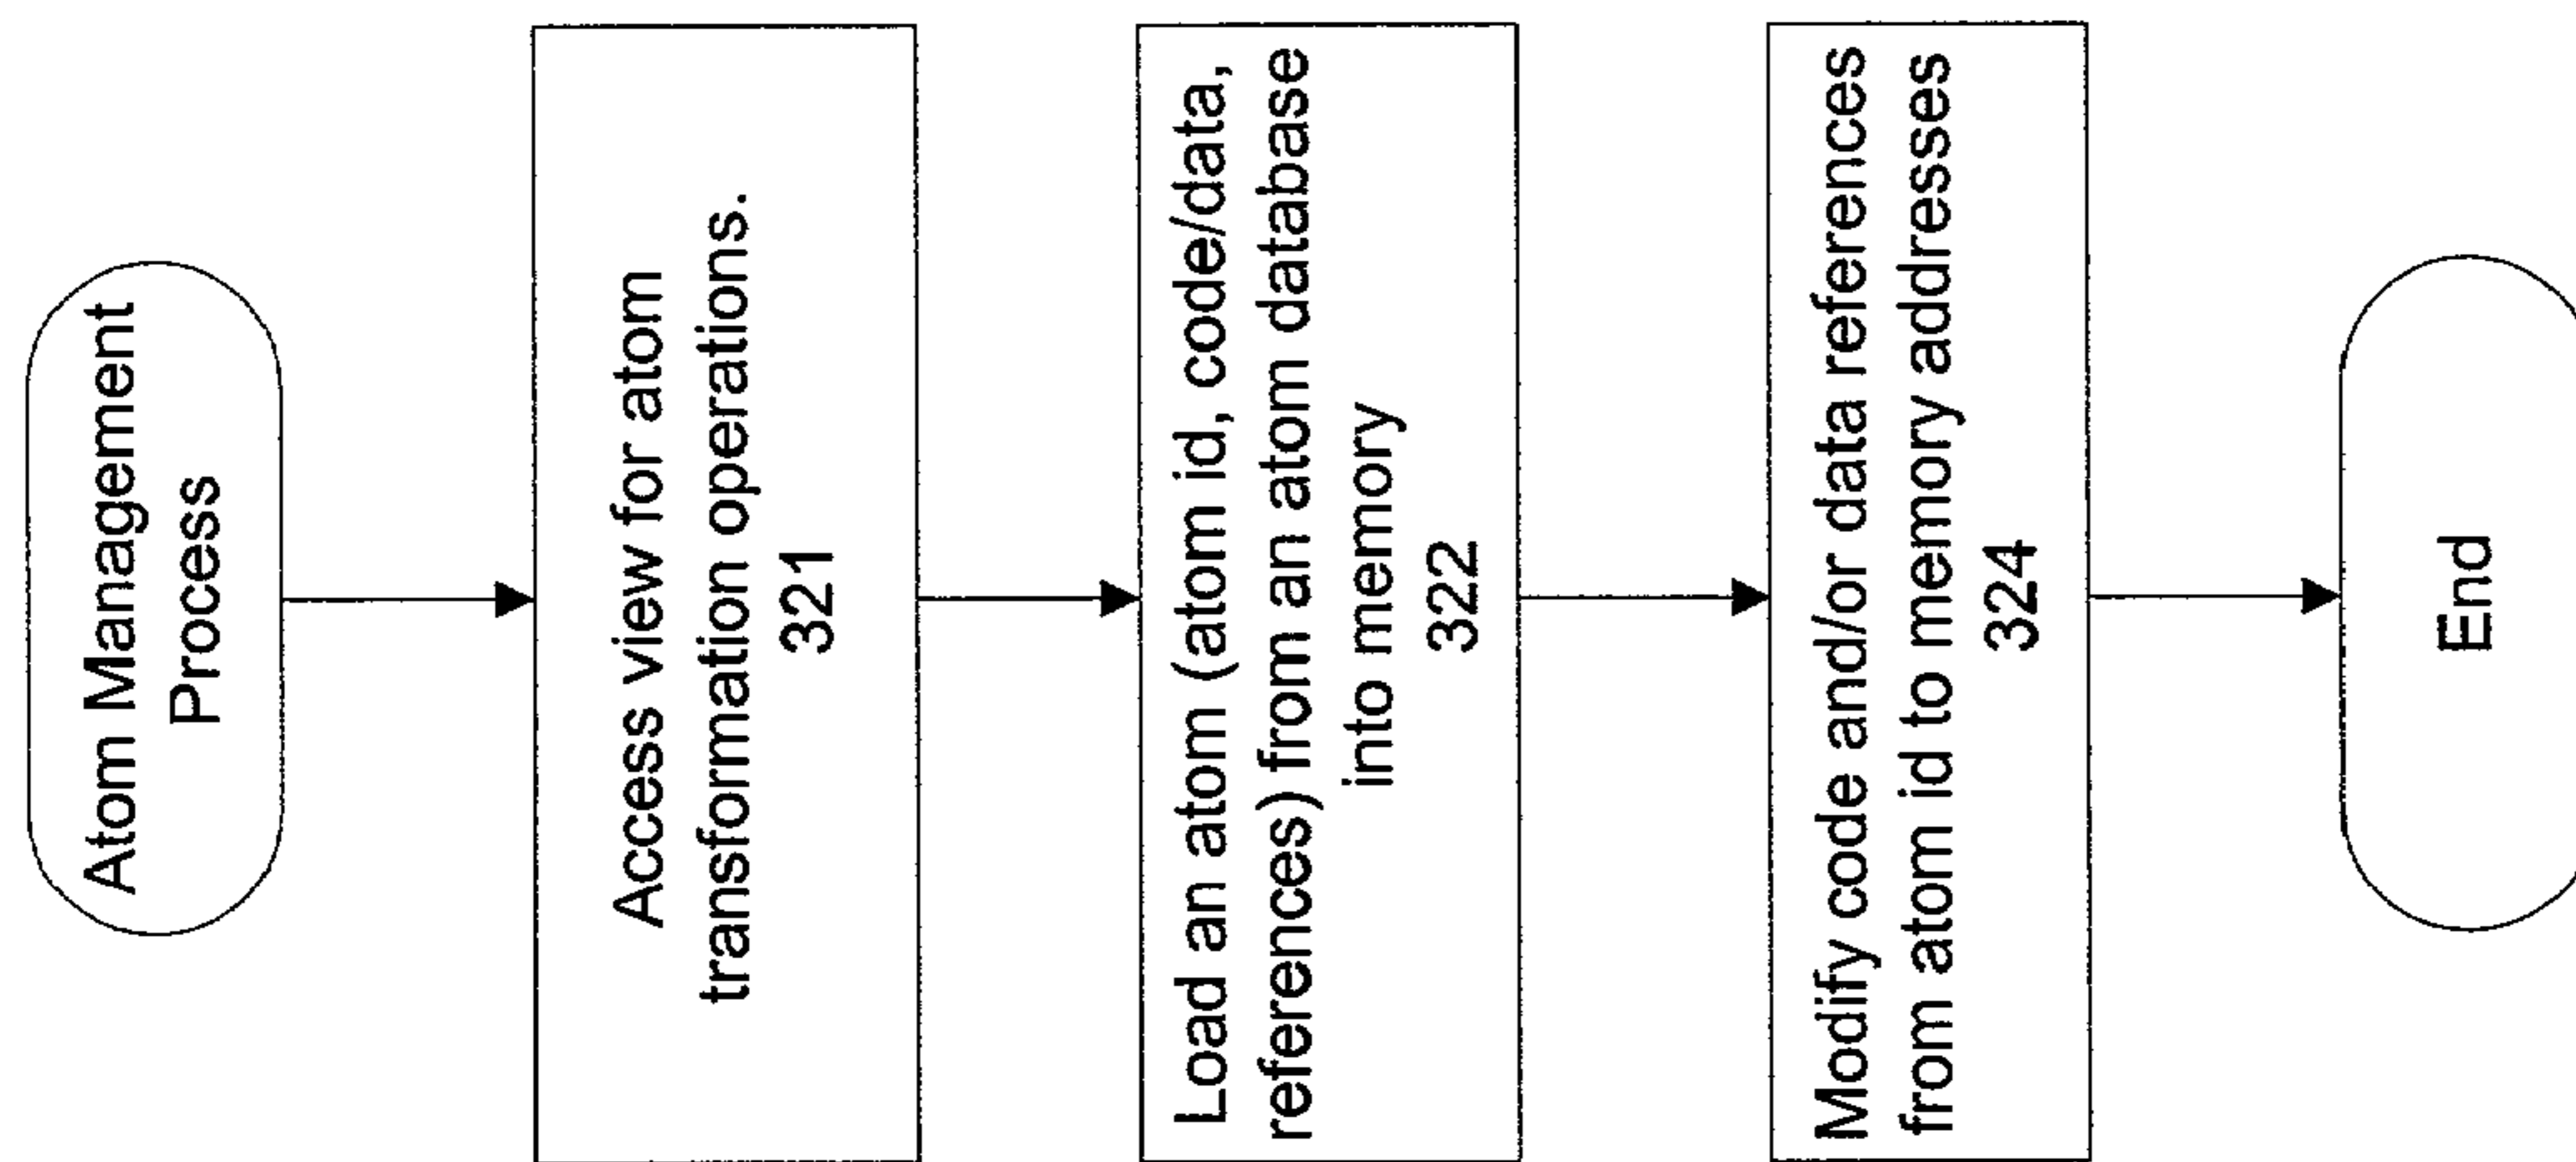 Atom Management
Process
Access view for atom
transformation operations.
321
Load an atom (atom id, code/data,
references) from an atom database
into memory
322
Modify code and/or data references
from atom id to memory addresses
324
End